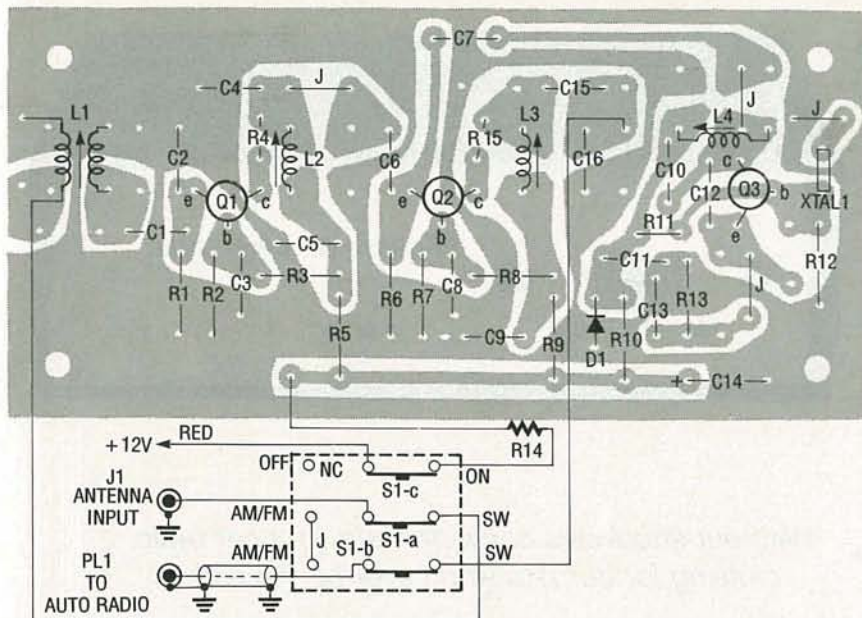 C7
C4
J
C15
L1
C2
R4
L2
C6
R15
L3
C16
L4
J
J
C10
c
C12
e
Q1
c
b
e
Q2
c
b
Q3
b
e
XTAL1
C1
C5
R11
C3
R3
C8
R8
C11
J
R12
R1
R2
R5
R6
R7
C9
R9
D1
R10
C13
R13
+
C14
+12V
RED
OFF
NC
ON
R14
S1-c
J1
ANTENNA
INPUT
AM/FM
SW
S1-a
J
PL1
TO
AUTO RADIO
AM/FM
S1-b
SW